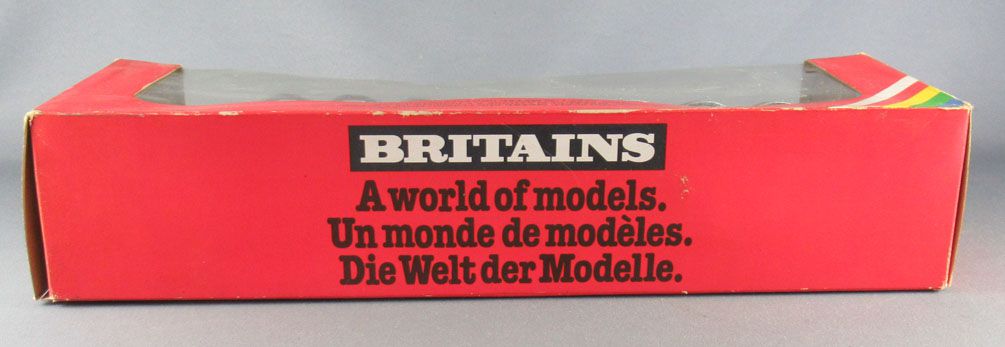 BRITAINS
A world of models.
Un monde de modèles.
Die Welt der Modelle.